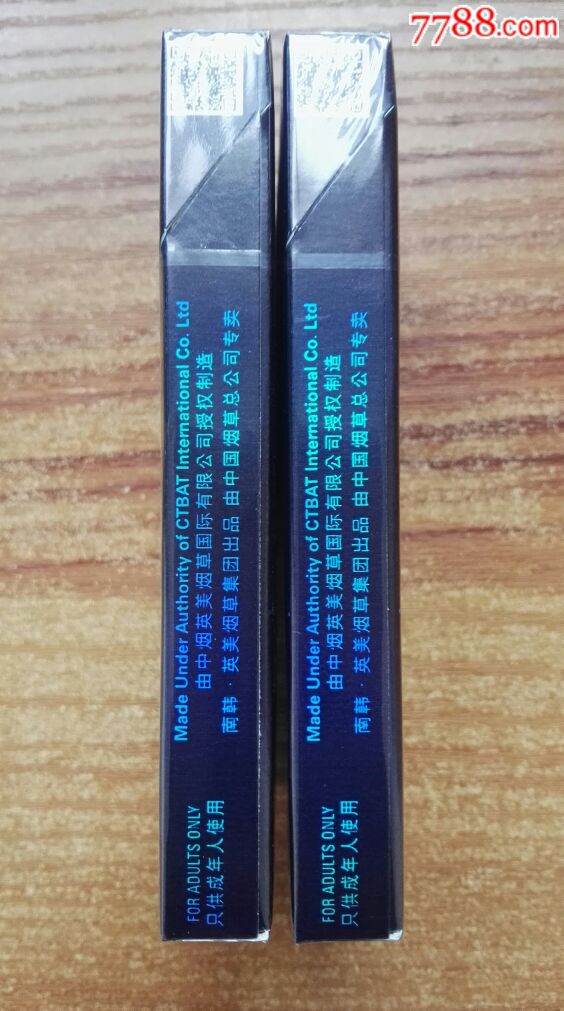 7788.com
Made Under Authority of CTBAT International Co. Ltd
由中烟英美烟草国际有限公司授权制造
南韩·英美烟草集团出品 由中国烟草总公司专卖
FOR ADULTS ONLY
只供成年人使用
Made Under Authority of CTBAT International Co. Ltd
由中烟英美烟草国际有限公司授权制造
南韩·英美烟草集团出品 由中国烟草总公司专卖
FOR ADULTS ONLY
只供成年人使用